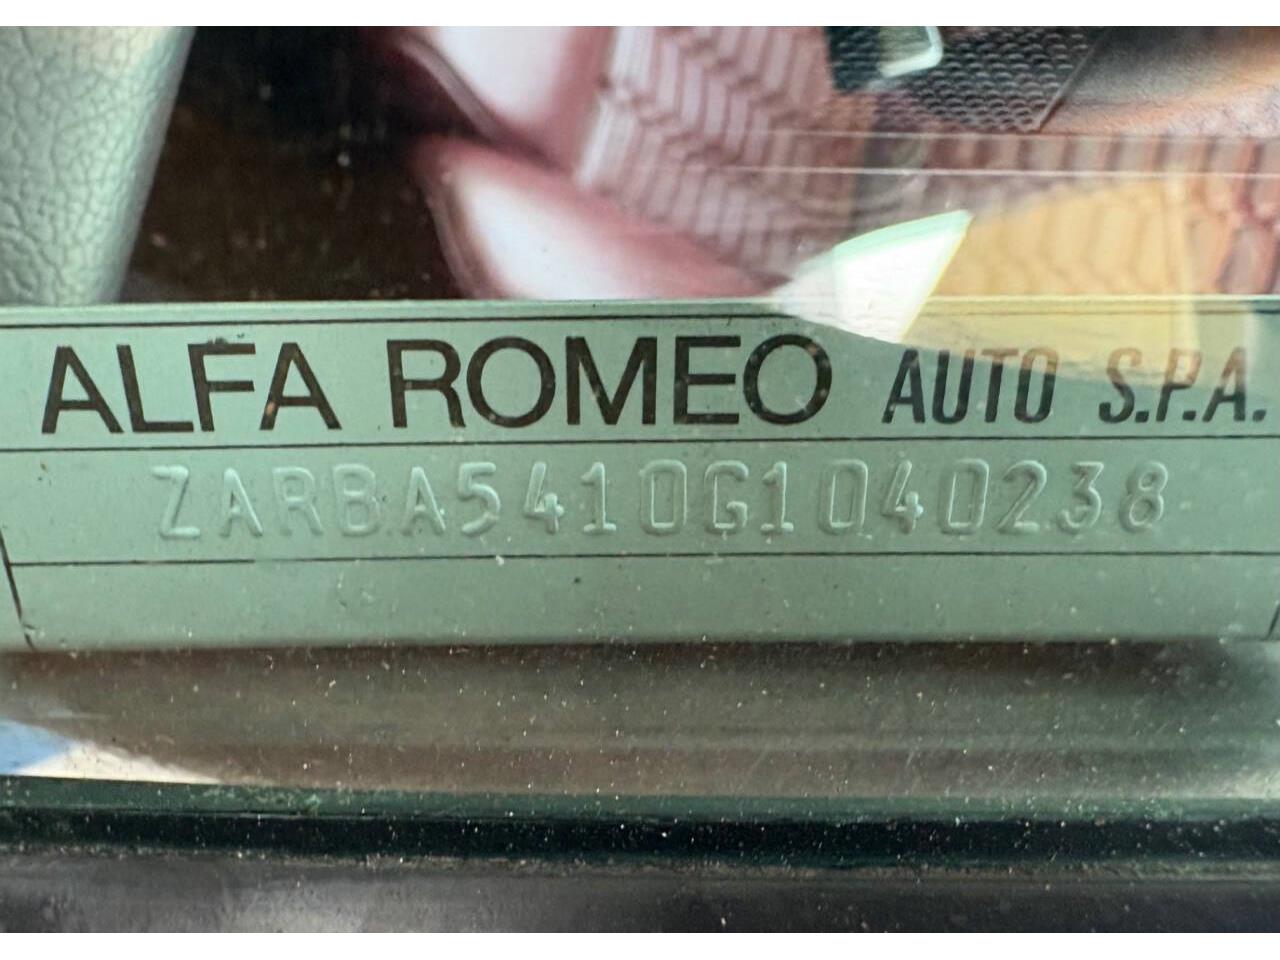 ALFA ROMEO AUTO S.P.A.
ZARBA5410G1040238